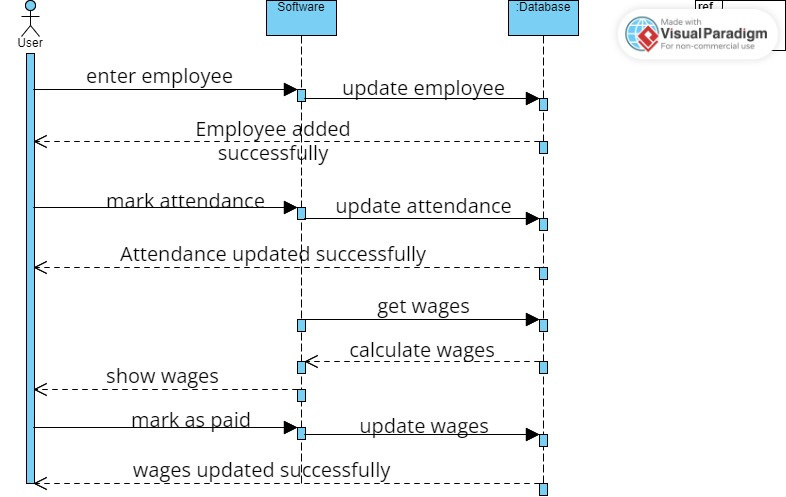 Software
:Database
ref
Made with
VisualParadigm
For non-commercial use
User
enter employee
update employee
Employee added
successfully
mark attendance
update attendance
Attendance updated successfully
get wages
calculate wages
show wages
mark as paid
update wages
wages updated successfully